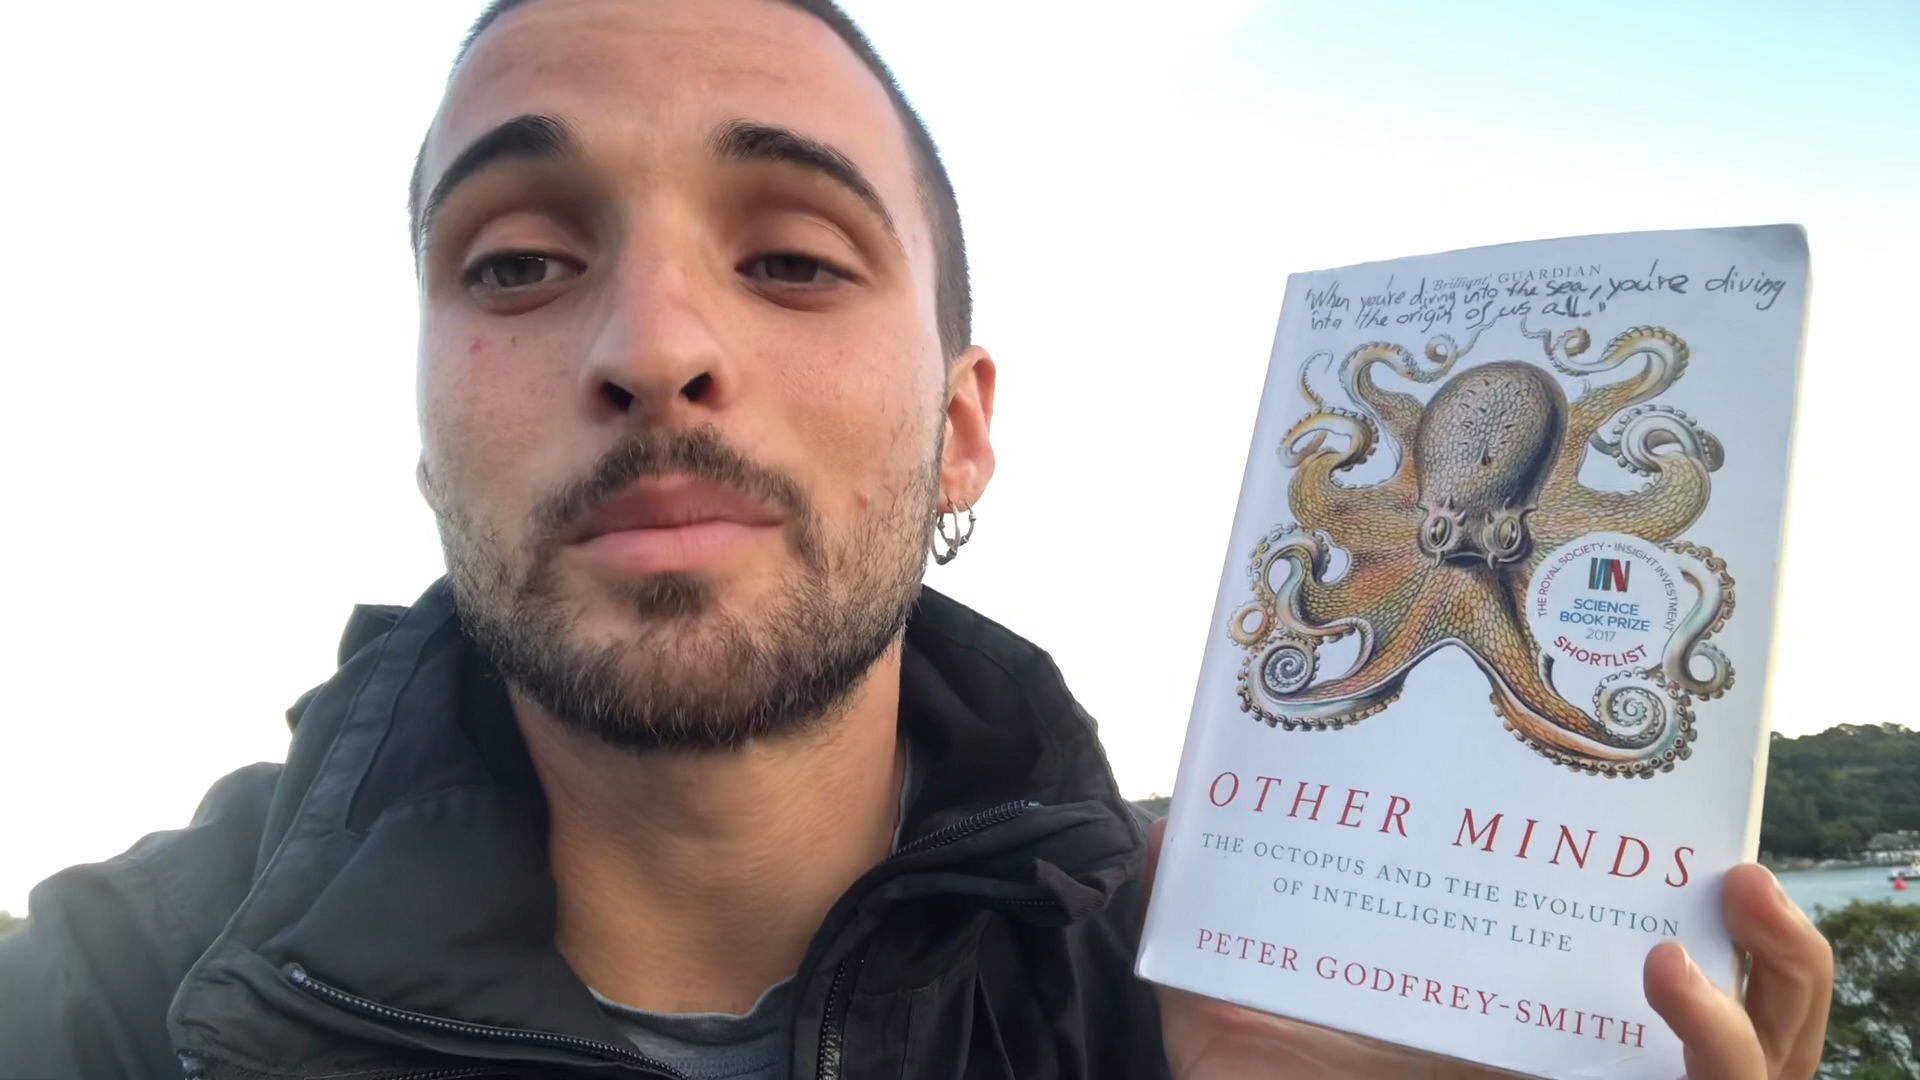 'Brilliant' GUARDIAN
"When you're diving into the sea, you're diving
into the origin of us all."
THE ROYAL SOCIETY • INSIGHT INVESTMENT
SCIENCE
BOOK PRIZE
2017
SHORTLIST
OTHER MINDS
THE OCTOPUS AND THE EVOLUTION
OF INTELLIGENT LIFE
PETER GODFREY-SMITH